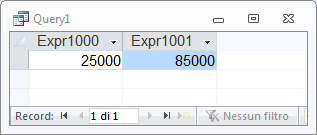 Query1
Expr1000 Expr1001
25000 85000
Record: 1 di 1 Nessun filtro